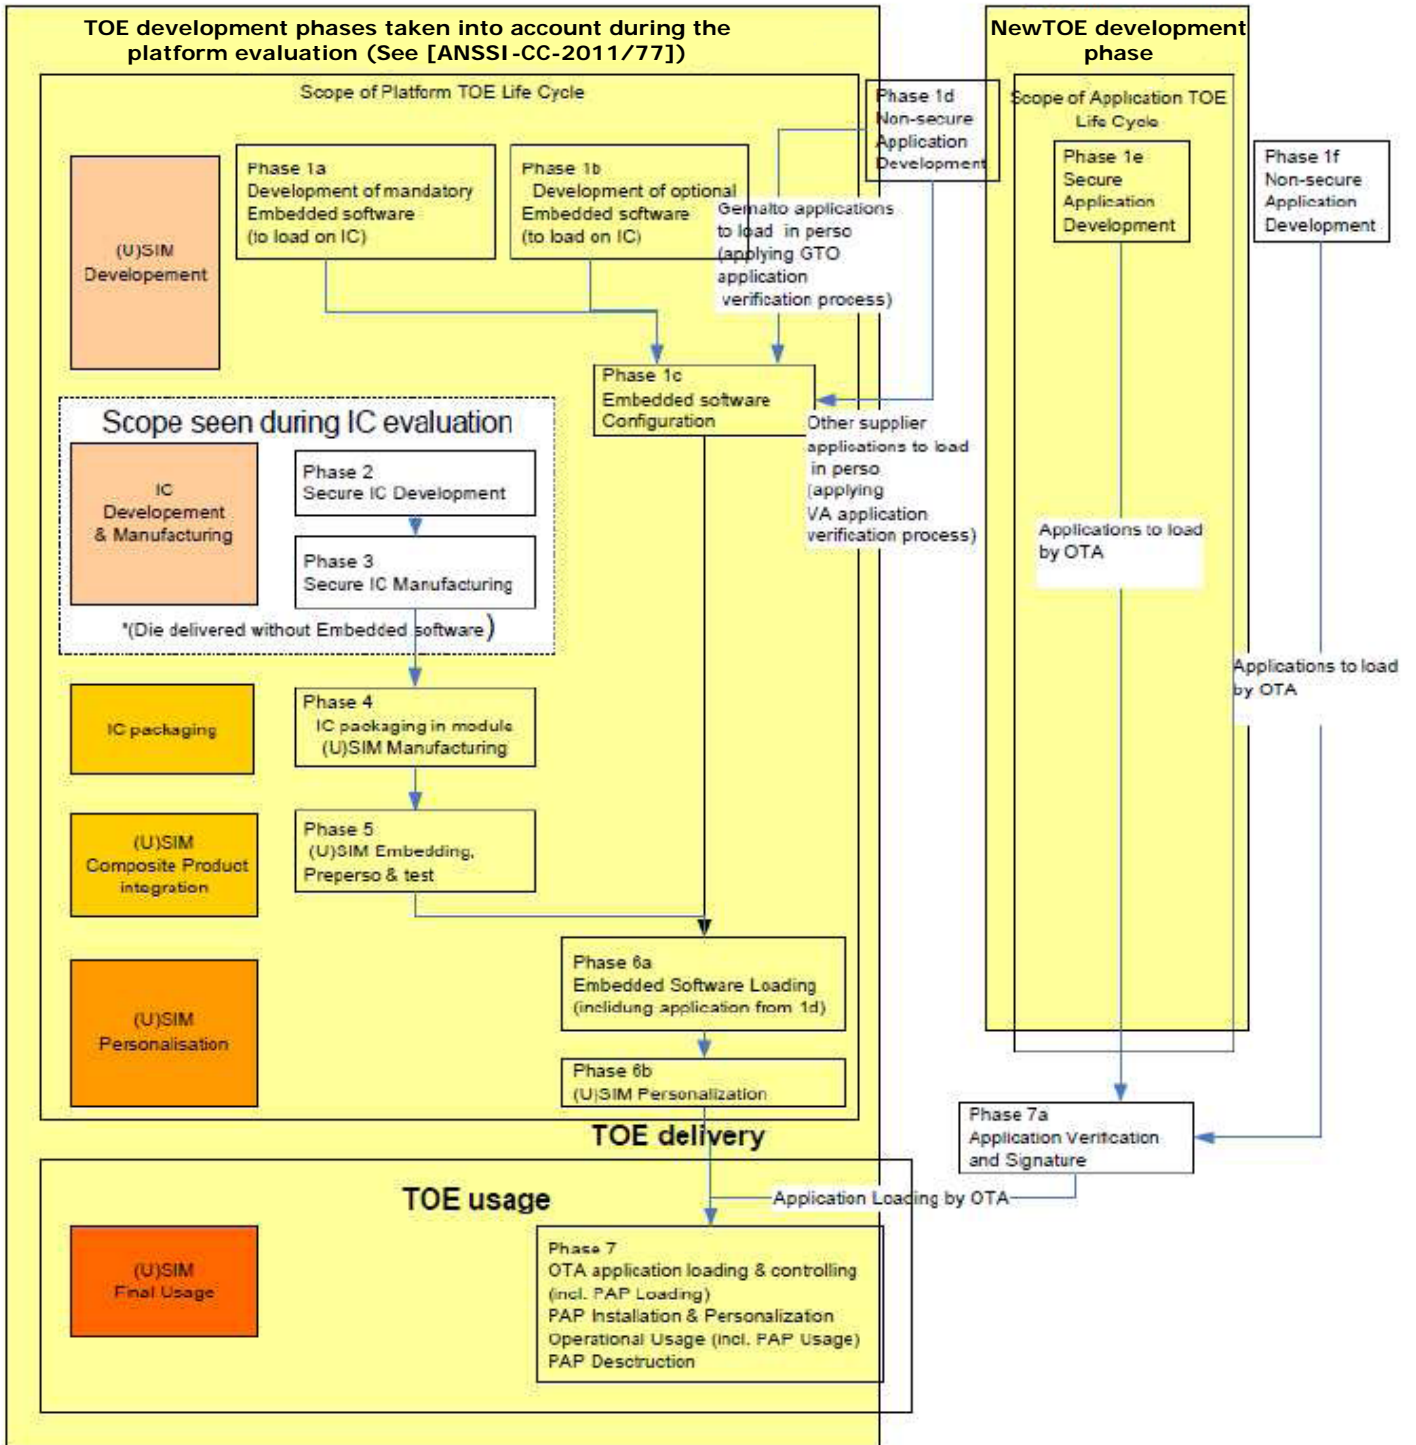 TOE development phases taken into account during the
platform evaluation (See [ANSSI-CC-2011/77])
Scope of Platform TOE Life Cycle
(U)SIM
Developement
Phase 1a
Development of mandatory
Embedded software
(to load on IC)
Phase 1b
Development of optional
Embedded software
(to load on IC)
Phase 1d
Non-secure
Application
Development
Gemalto applications
to load in perso
(applying GTO
application
verification process)
Phase 1c
Embedded software
Configuration
Other supplier
applications to load
in perso
(applying
VA application
verification process)
Scope seen during IC evaluation
IC
Developement
& Manufacturing
Phase 2
Secure IC Development
Phase 3
Secure IC Manufacturing
*(Die delivered without Embedded software)
IC packaging
Phase 4
IC packaging in module
(U)SIM Manufacturing
(U)SIM
Composite Product
integration
Phase 5
(U)SIM Embedding,
Preperso & test
(U)SIM
Personalisation
Phase 6a
Embedded Software Loading
(inclidung application from 1d)
Phase 6b
(U)SIM Personalization
TOE delivery
TOE usage
(U)SIM
Final Usage
Phase 7
OTA application loading & controlling
(incl. PAP Loading)
PAP Installation & Personalization
Operational Usage (incl. PAP Usage)
PAP Desctruction
NewTOE development
phase
Scope of Application TOE
Life Cycle
Phase 1e
Secure
Application
Development
Phase 1f
Non-secure
Application
Development
Applications to load
by OTA
Applications to load
by OTA
Phase 7a
Application Verification
and Signature
Application Loading by OTA